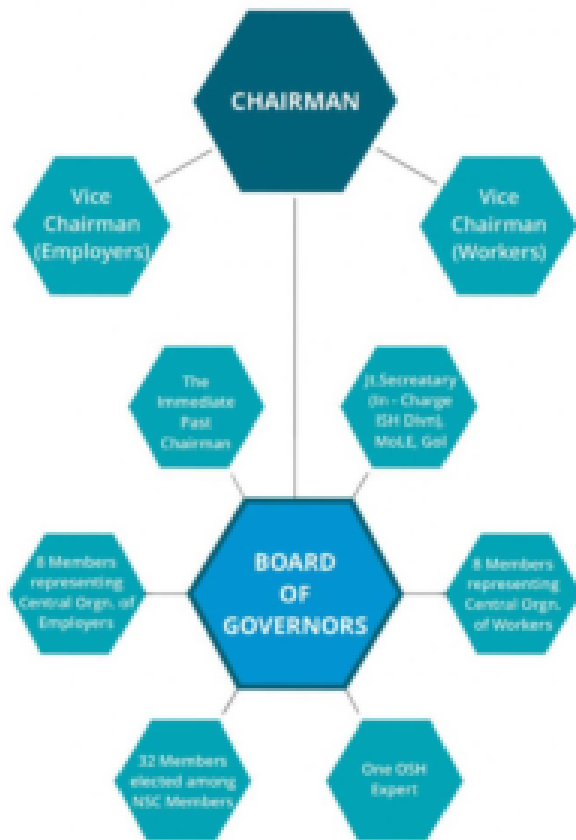 CHAIRMAN
Vice
Chairman
(Employers)
Vice
Chairman
(Workers)
The
Immediate
Past
Chairman
Jt.Secreatary
(In - Charge
ISH Divn),
MoLE, GoI
BOARD
OF
GOVERNORS
8 Members
representing
Central Orgn. of
Employers
8 Members
representing
Central Orgn.
of Workers
32 Members
elected among
NSC Members
One OSH
Expert